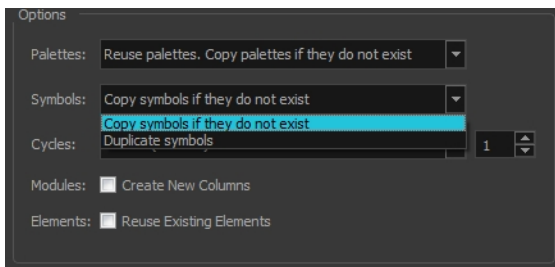 Options
Palettes: Reuse palettes. Copy palettes if they do not exist
Symbols: Copy symbols if they do not exist
Copy symbols if they do not exist
Duplicate symbols
Cycles: 1
Modules: Create New Columns
Elements: Reuse Existing Elements